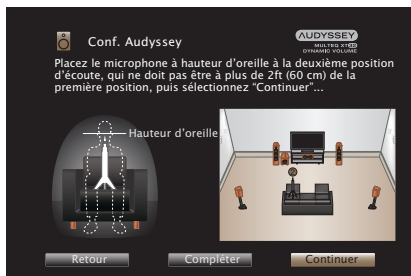 Conf. Audyssey
AUDYSSEY
MULTEQ XT32
DYNAMIC VOLUME
Placez le microphone à hauteur d'oreille à la deuxième position
d'écoute, qui ne doit pas être à plus de 2ft (60 cm) de la
première position, puis sélectionnez "Continuer"...
Hauteur d'oreille
Retour
Compléter
Continuer